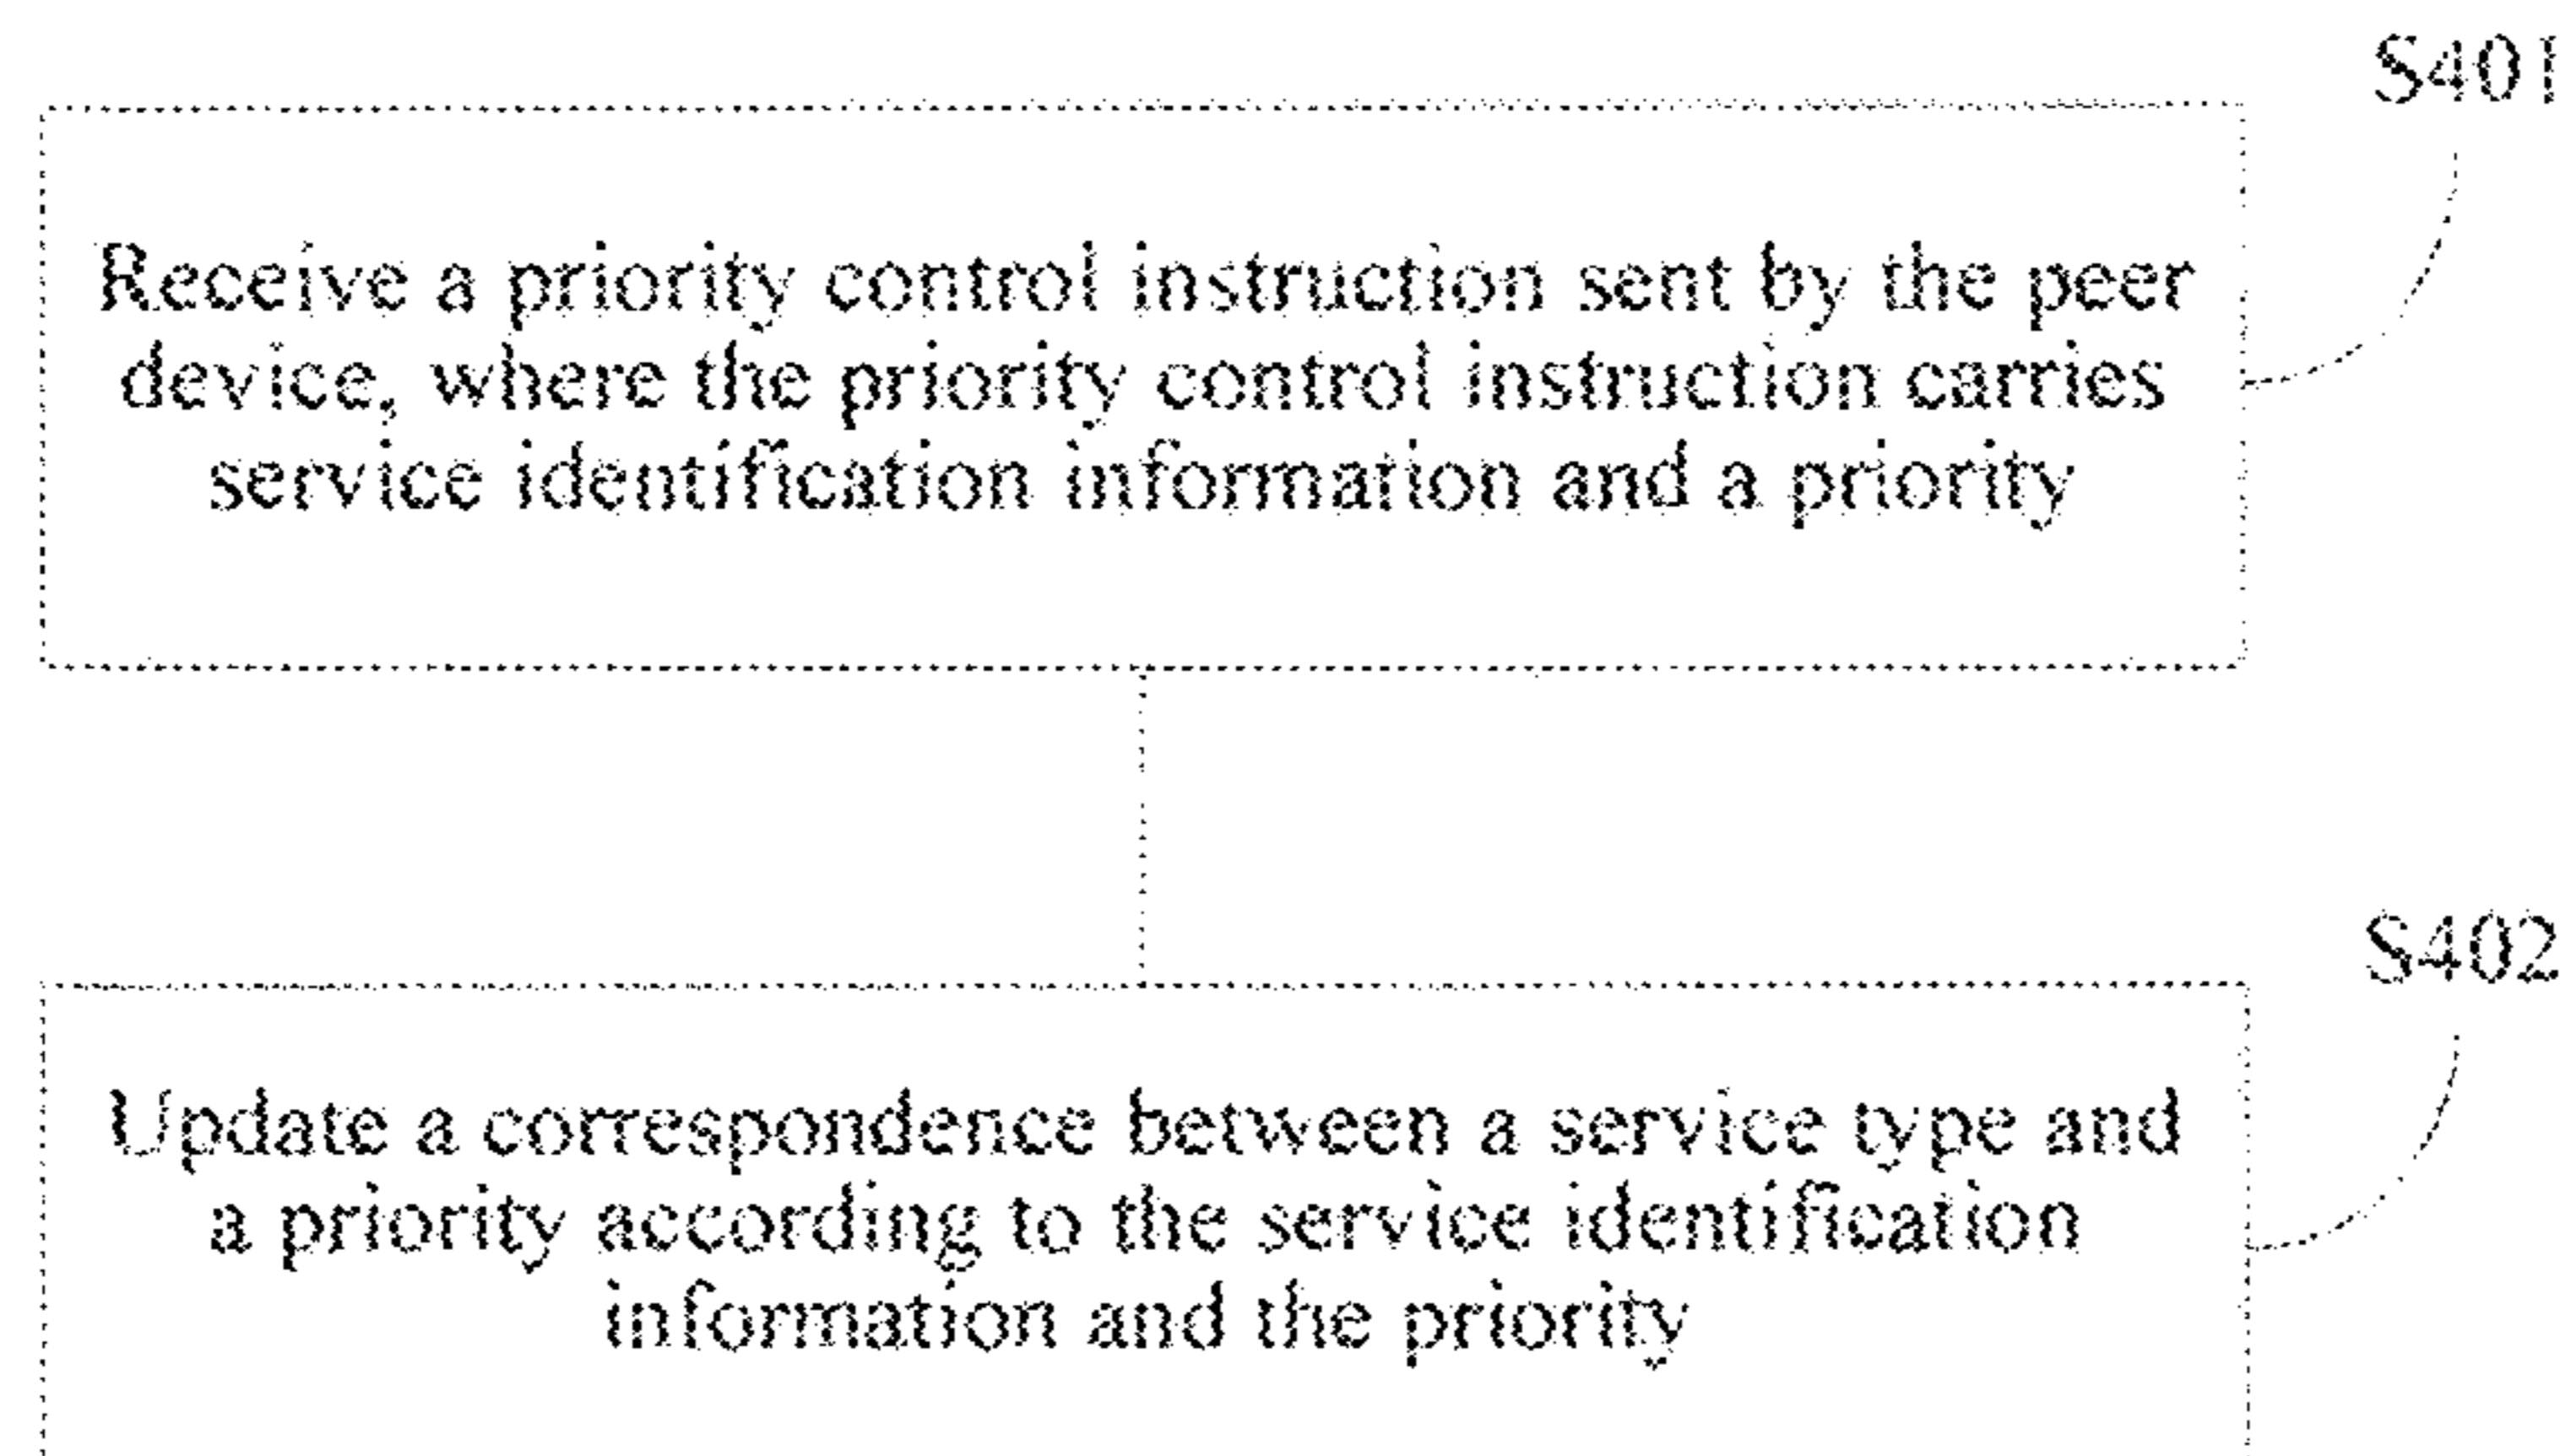 S401
Receive a priority control instruction sent by the peer
device, where the priority control instruction carries
service identification information and a priority
S402
Update a correspondence between a service type and
a priority according to the service identification
information and the priority